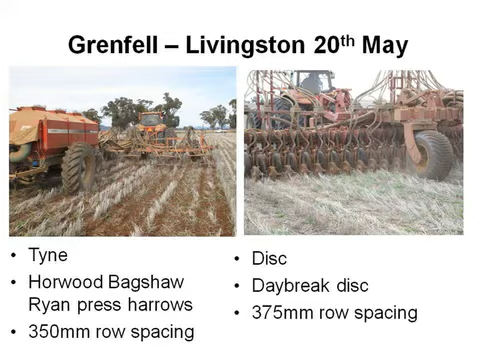 Grenfell – Livingston 20th May
• Tyne
• Horwood Bagshaw
Ryan press harrows
• 350mm row spacing
• Disc
• Daybreak disc
• 375mm row spacing